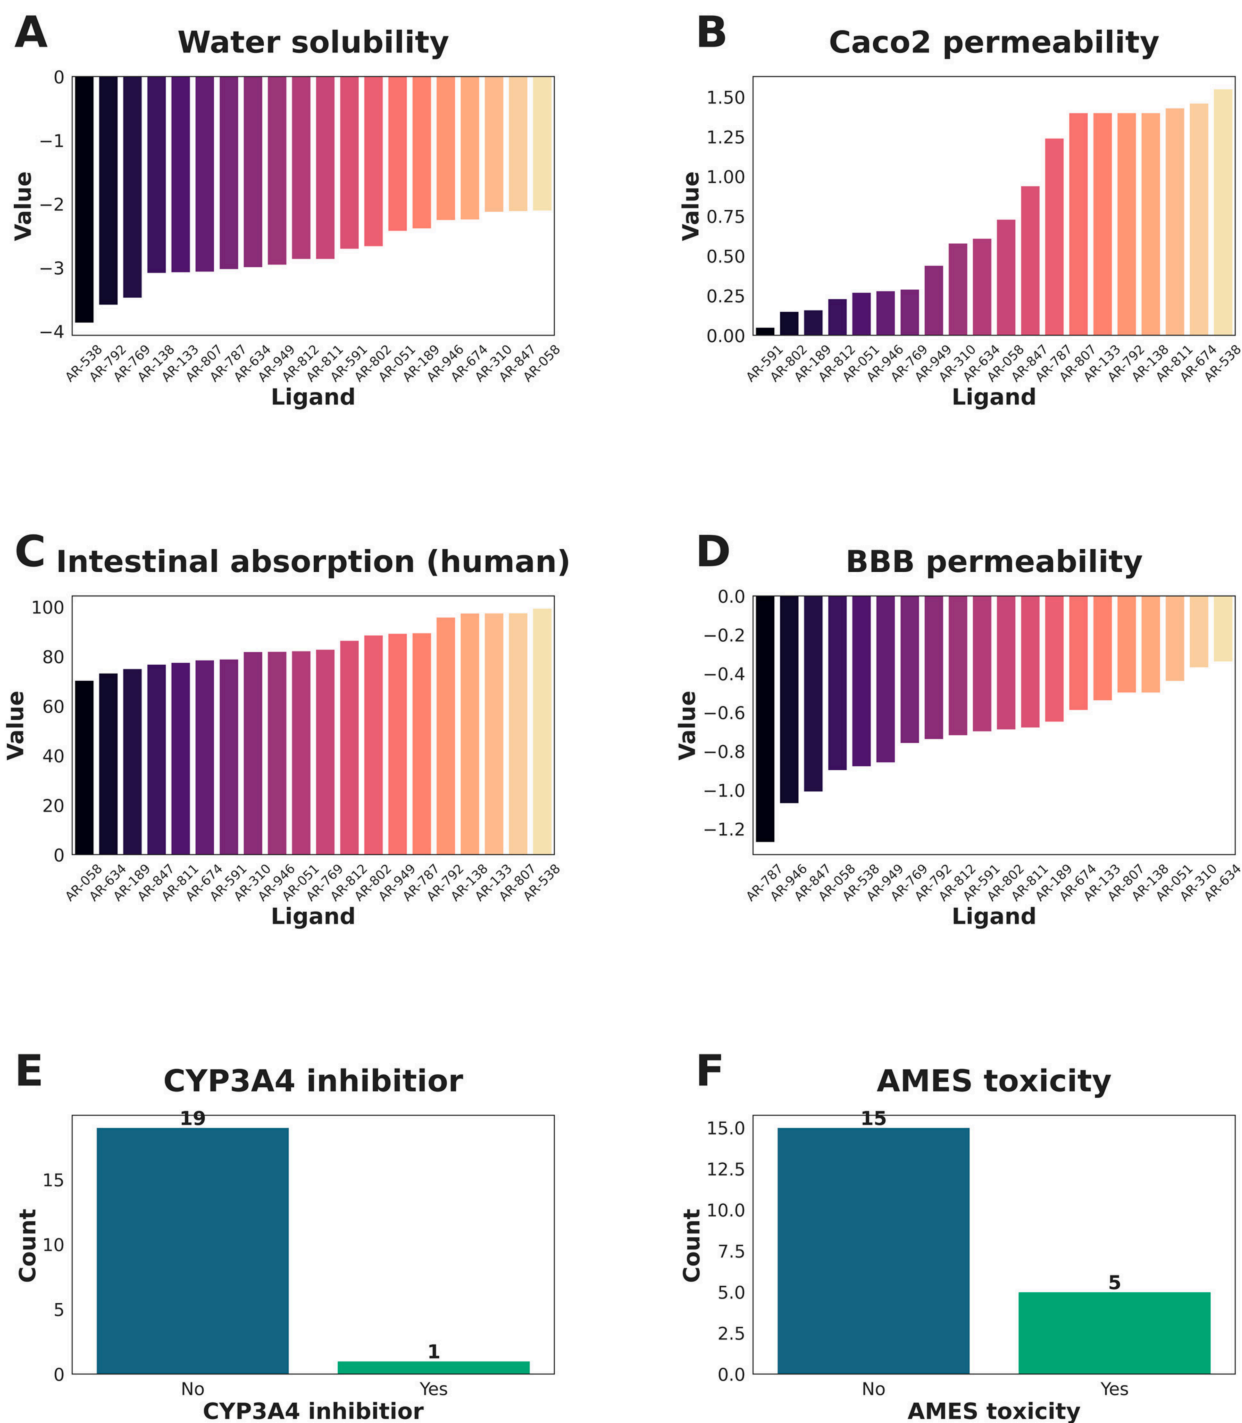 A
Water solubility
0
−1
−2
−3
−4
Value
AR-538 AR-792 AR-769 AR-138 AR-133 AR-807 AR-787 AR-634 AR-949 AR-812 AR-811 AR-591 AR-802 AR-051 AR-189 AR-946 AR-674 AR-310 AR-847 AR-058
Ligand
B
Caco2 permeability
1.50
1.25
1.00
0.75
0.50
0.25
0.00
Value
AR-591 AR-802 AR-189 AR-812 AR-051 AR-946 AR-769 AR-949 AR-310 AR-634 AR-058 AR-847 AR-787 AR-807 AR-133 AR-792 AR-138 AR-811 AR-674 AR-538
Ligand
C
Intestinal absorption (human)
100
80
60
40
20
0
Value
AR-058 AR-634 AR-189 AR-847 AR-811 AR-674 AR-591 AR-310 AR-946 AR-051 AR-769 AR-812 AR-802 AR-949 AR-787 AR-792 AR-138 AR-133 AR-807 AR-538
Ligand
D
BBB permeability
0.0
−0.2
−0.4
−0.6
−0.8
−1.0
−1.2
Value
AR-787 AR-946 AR-847 AR-058 AR-538 AR-949 AR-769 AR-792 AR-812 AR-591 AR-802 AR-811 AR-189 AR-674 AR-133 AR-807 AR-138 AR-051 AR-310 AR-634
Ligand
E
CYP3A4 inhibitior
19
1
15
10
5
0
Count
No Yes
CYP3A4 inhibitior
F
AMES toxicity
15
5
15.0
12.5
10.0
7.5
5.0
2.5
0.0
Count
No Yes
AMES toxicity